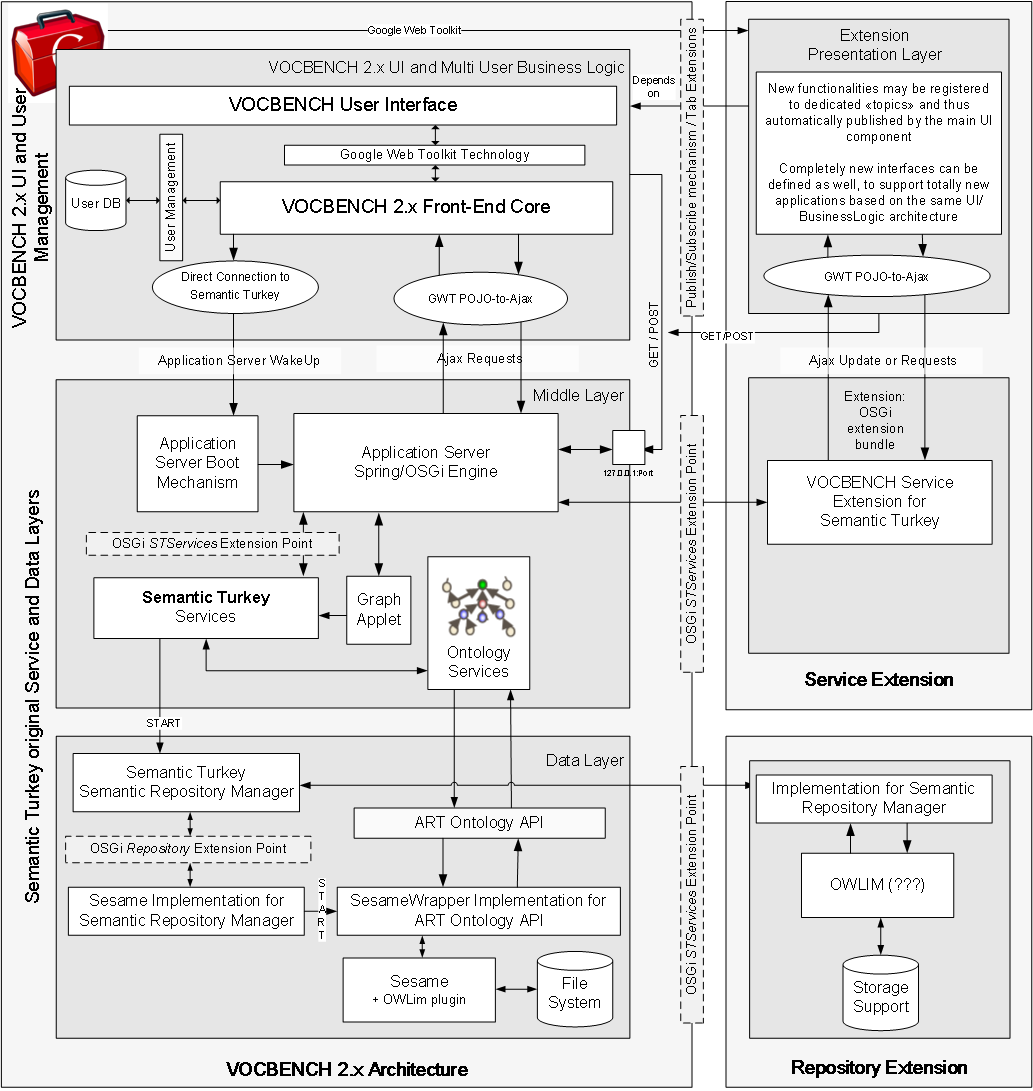 Google Web Toolkit
VOCBENCH 2.x UI and User
Management
VOCBENCH 2.x UI and Multi User Business Logic
VOCBENCH User Interface
Google Web Toolkit Technology
User DB
User Management
VOCBENCH 2.x Front-End Core
Direct Connection to
Semantic Turkey
GWT POJO-to-Ajax
Depends
on
GET / POST
Publish/Subscribe mechanism / Tab Extensions
Extension
Presentation Layer
New functionalities may be registered
to dedicated «topics» and thus
automatically published by the main UI
component
Completely new interfaces can be
defined as well, to support totally new
applications based on the same UI/
BusinessLogic architecture
GWT POJO-to-Ajax
GET/POST
Application Server WakeUp
Ajax Requests
Ajax Update or Requests
Semantic Turkey original Service and Data Layers
Middle Layer
Application
Server Boot
Mechanism
Application Server
Spring/OSGi Engine
127.0.0.1:Port
OSGi STServices Extension Point
Semantic Turkey
Services
Graph
Applet
Ontology
Services
OSGi STServices Extension Point
Extension:
OSGi
extension
bundle
VOCBENCH Service
Extension for
Semantic Turkey
Service Extension
START
Data Layer
Semantic Turkey
Semantic Repository Manager
OSGi Repository Extension Point
Sesame Implementation for
Semantic Repository Manager
START
ART Ontology API
SesameWrapper Implementation for
ART Ontology API
Sesame
+ OWLim plugin
File
System
OSGi STServices Extension Point
Implementation for Semantic
Repository Manager
OWLIM (???)
Storage
Support
VOCBENCH 2.x Architecture
Repository Extension